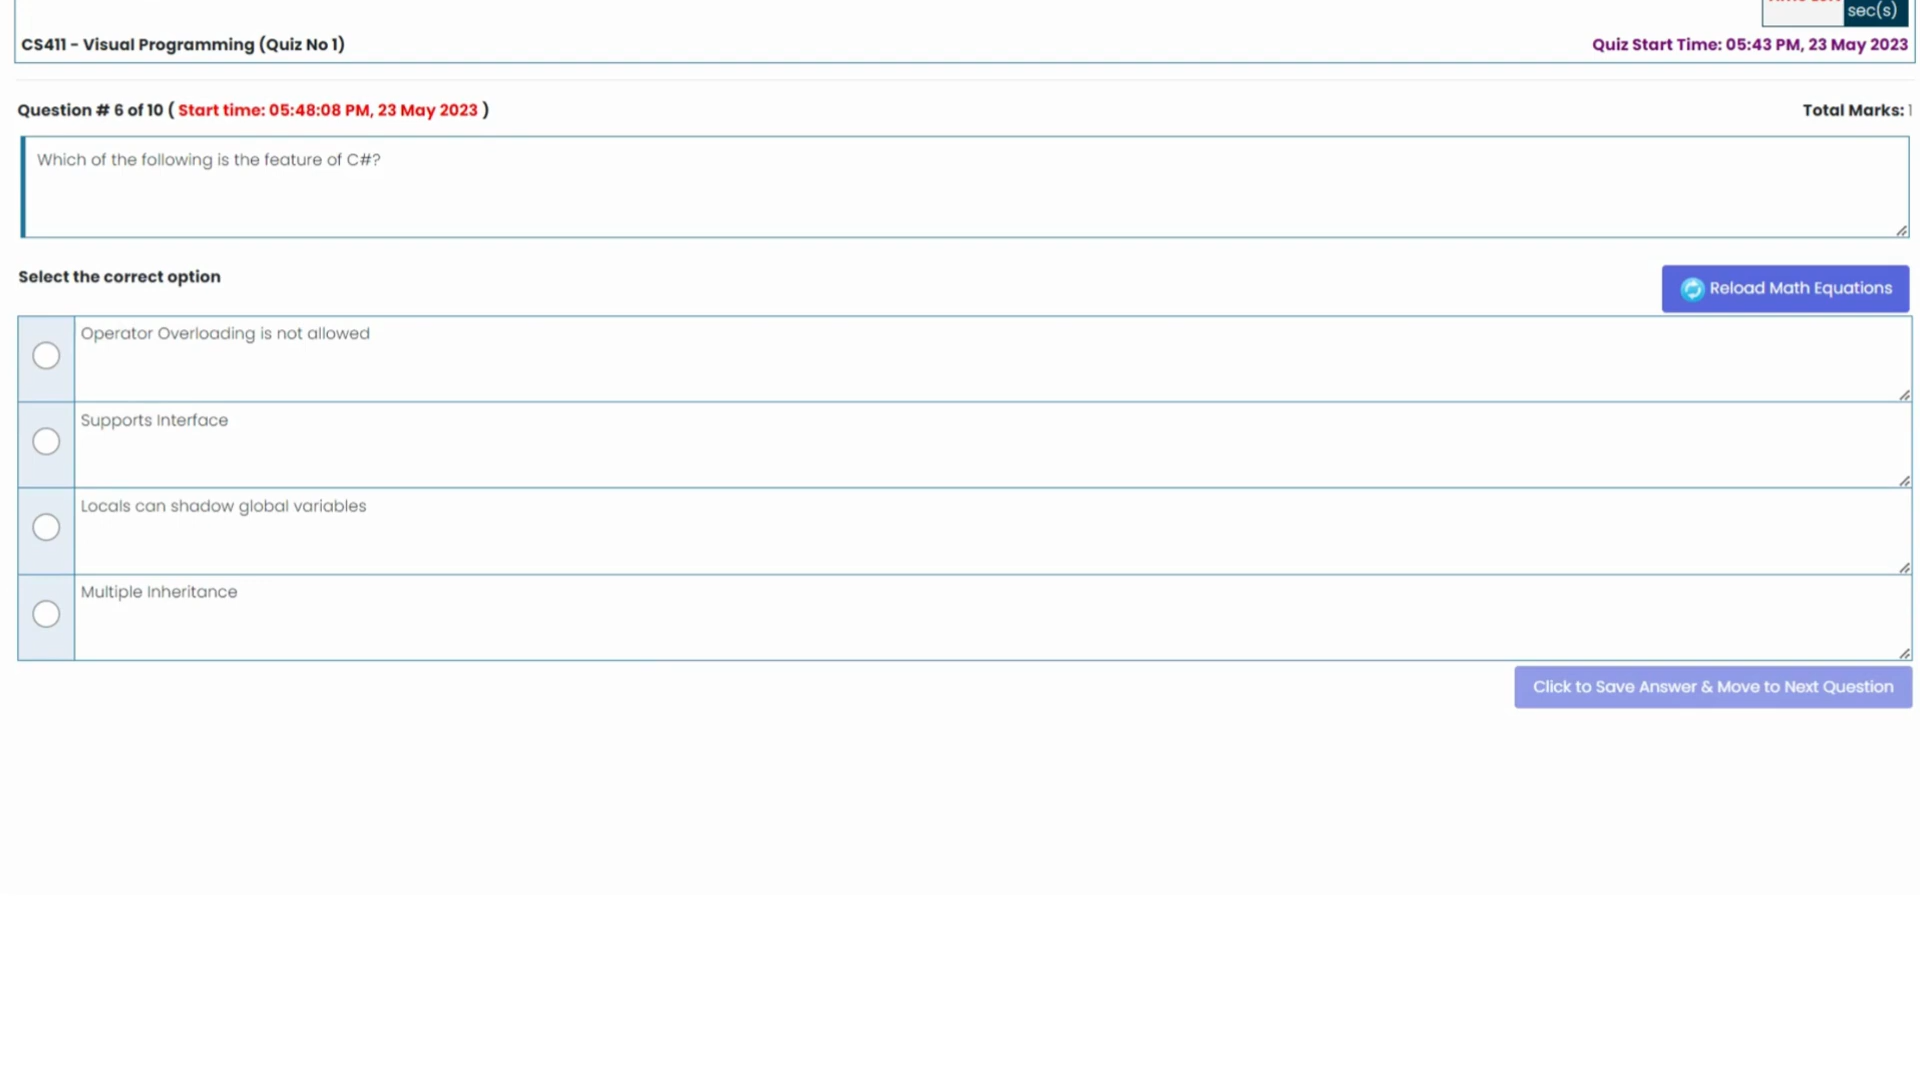 sec(s)
CS411 - Visual Programming (Quiz No 1)
Quiz Start Time: 05:43 PM, 23 May 2023
Question # 6 of 10 ( Start time: 05:48:08 PM, 23 May 2023 )
Total Marks: 1
Which of the following is the feature of C#?
Select the correct option
Reload Math Equations
Operator Overloading is not allowed
Supports Interface
Locals can shadow global variables
Multiple Inheritance
Click to Save Answer & Move to Next Question